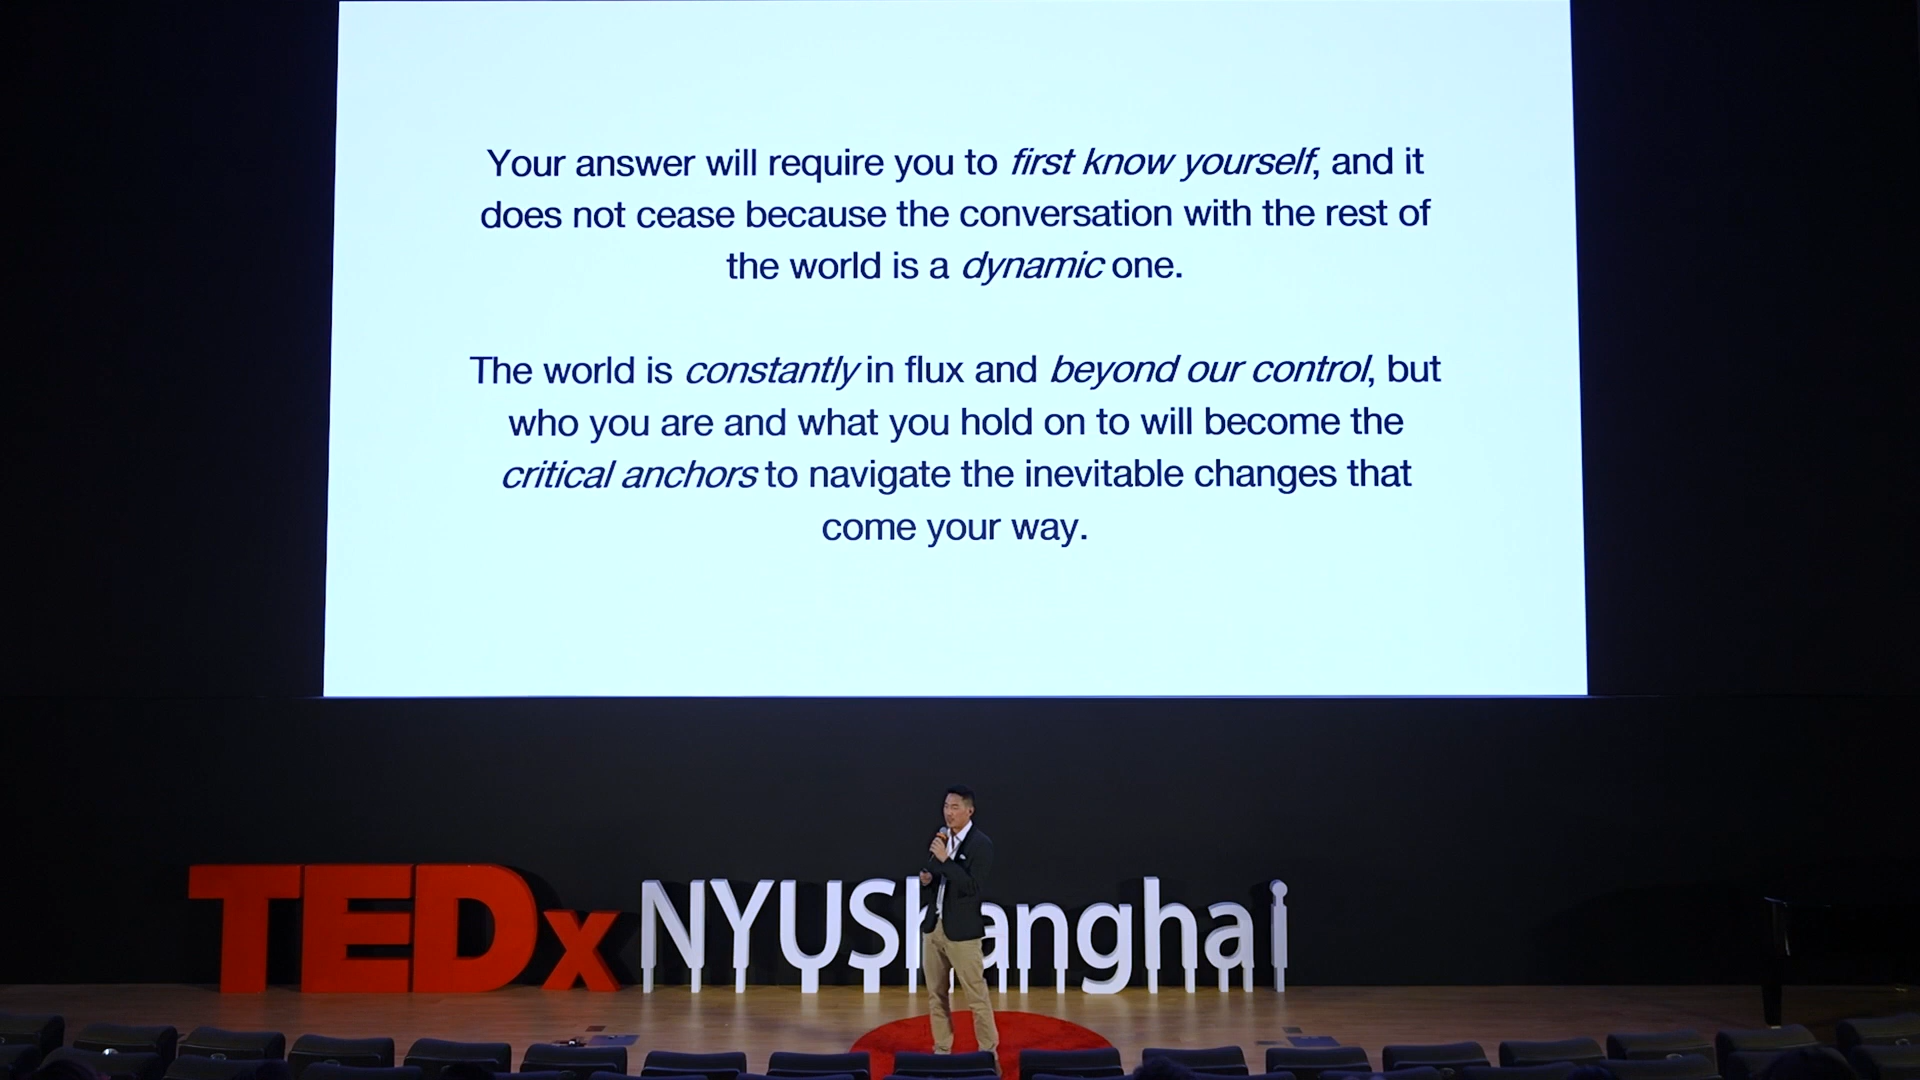 Your answer will require you to first know yourself, and it
does not cease because the conversation with the rest of
the world is a dynamic one.
The world is constantly in flux and beyond our control, but
who you are and what you hold on to will become the
critical anchors to navigate the inevitable changes that
come your way.
TEDx NYUShanghai